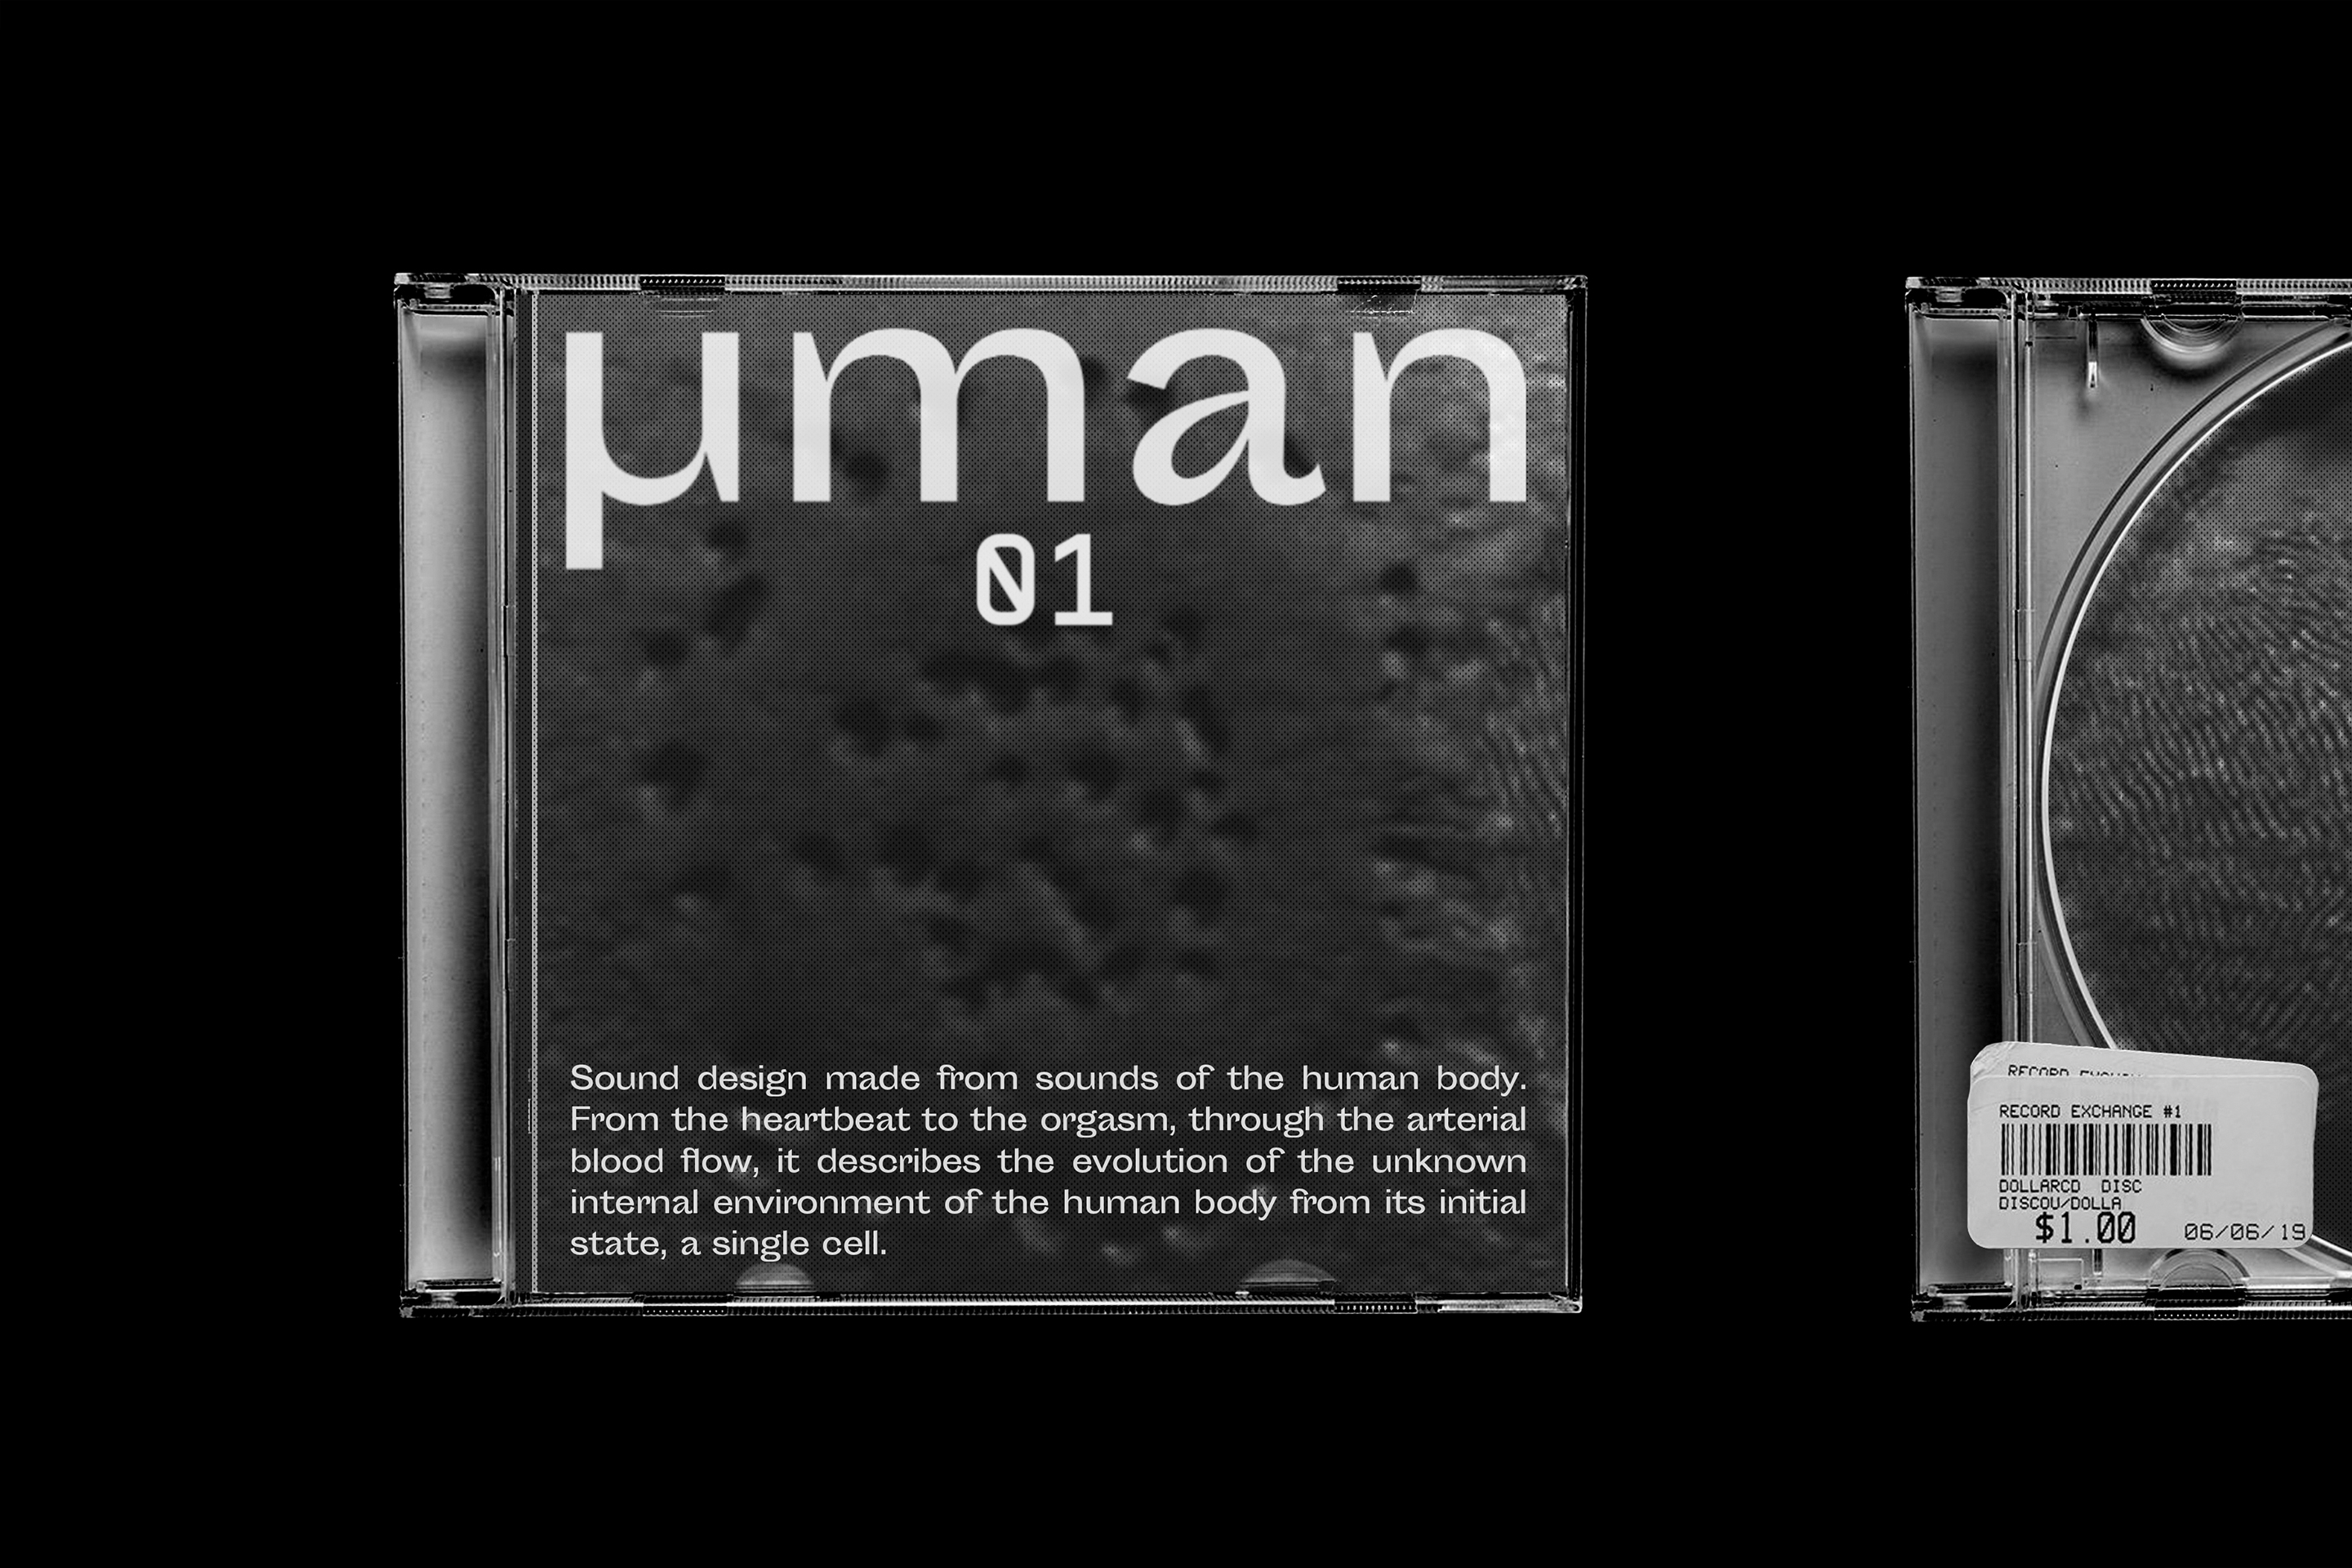 µman
01
Sound design made from sounds of the human body.
From the heartbeat to the orgasm, through the arterial
blood flow, it describes the evolution of the unknown
internal environment of the human body from its initial
state, a single cell.
RECORD
RECORD EXCHANGE #1
DOLLARCD DISC
DISCOU/DOLLA
$1.00 06/06/19